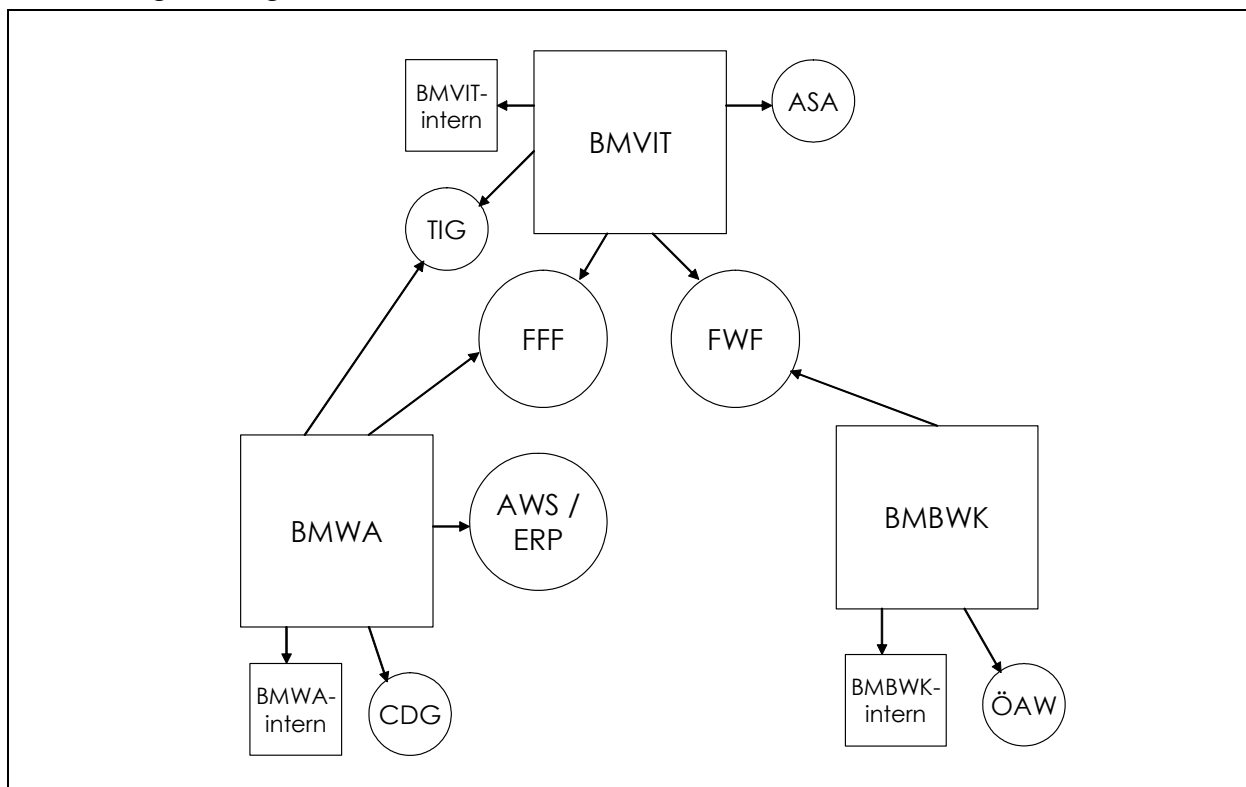 BMVIT-
intern
BMVIT
ASA
TIG
FFF
FWF
BMWA
AWS /
ERP
BMBWK
BMWA-
intern
CDG
BMBWK-
intern
ÖAW